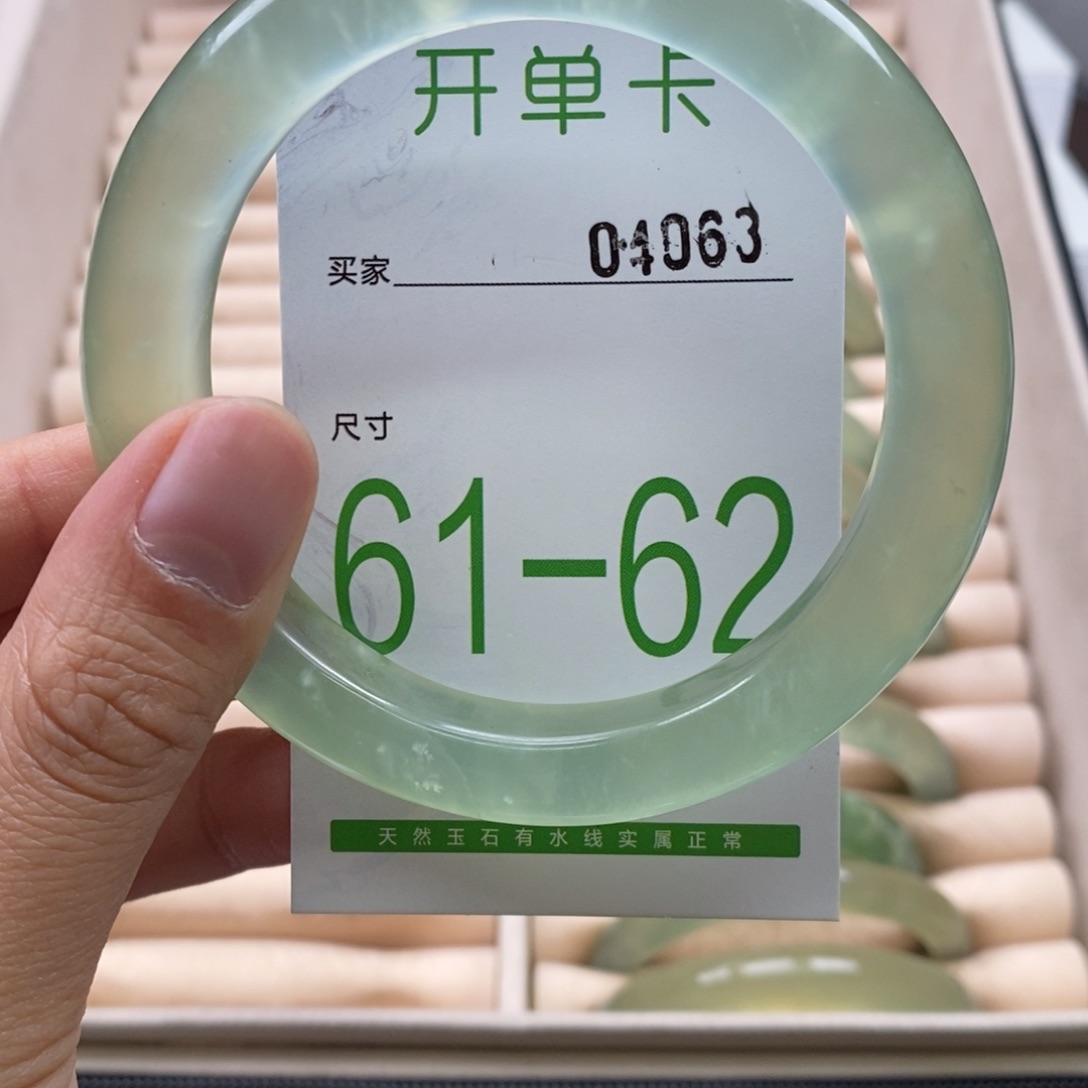 开单卡
买家 04063
尺寸
61-62
天然玉石有水线实属正常